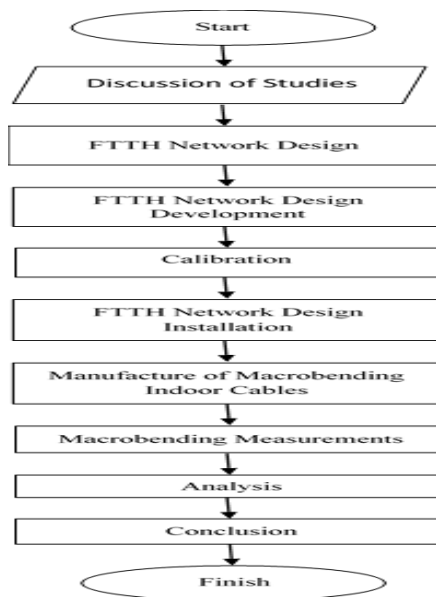 Start
Discussion of Studies
FTTH Network Design
FTTH Network Design
Development
Calibration
FTTH Network Design
Installation
Manufacture of Macrobending
Indoor Cables
Macrobending Measurements
Analysis
Conclusion
Finish